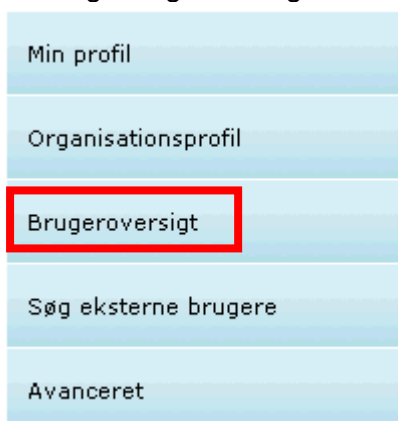 Min profil
Organisationsprofil
Brugeroversigt
Søg eksterne brugere
Avanceret